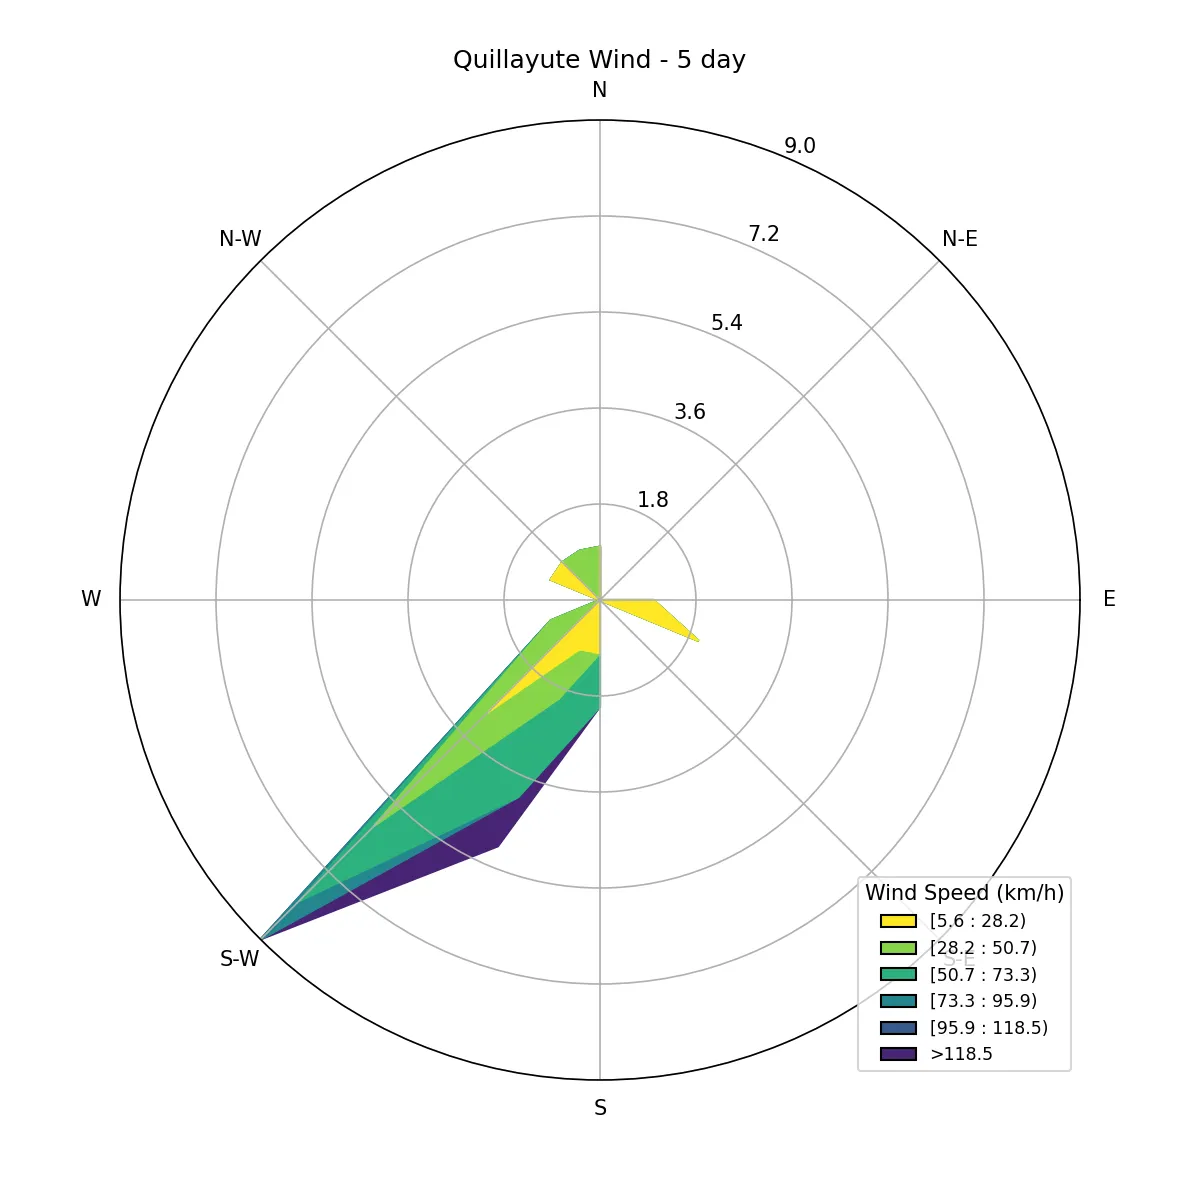 Quillayute Wind - 5 day
N
9.0
N-W
N-E
7.2
5.4
3.6
1.8
W
E
S-W
S-E
S
Wind Speed (km/h)
[5.6 : 28.2)
[28.2 : 50.7)
[50.7 : 73.3)
[73.3 : 95.9)
[95.9 : 118.5)
>118.5